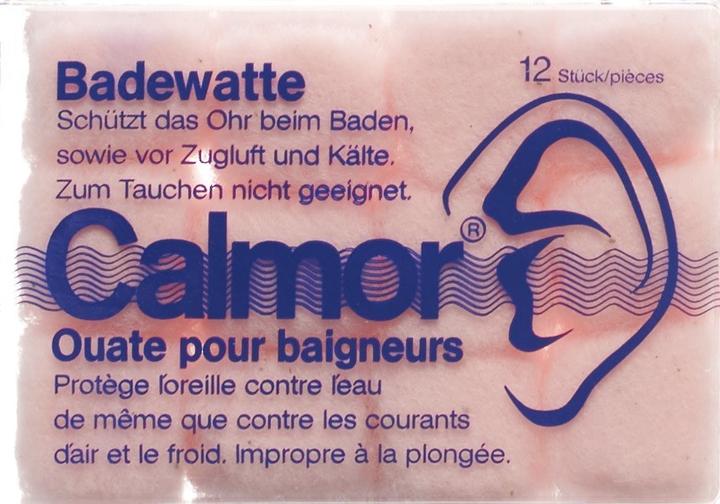 Badewatte
12 Stück/pièces
Schützt das Ohr beim Baden,
sowie vor Zugluft und Kälte.
Zum Tauchen nicht geeignet.
Calmor®
Ouate pour baigneurs
Protège l'oreille contre l'eau
de même que contre les courants
d'air et le froid. Impropre à la plongée.